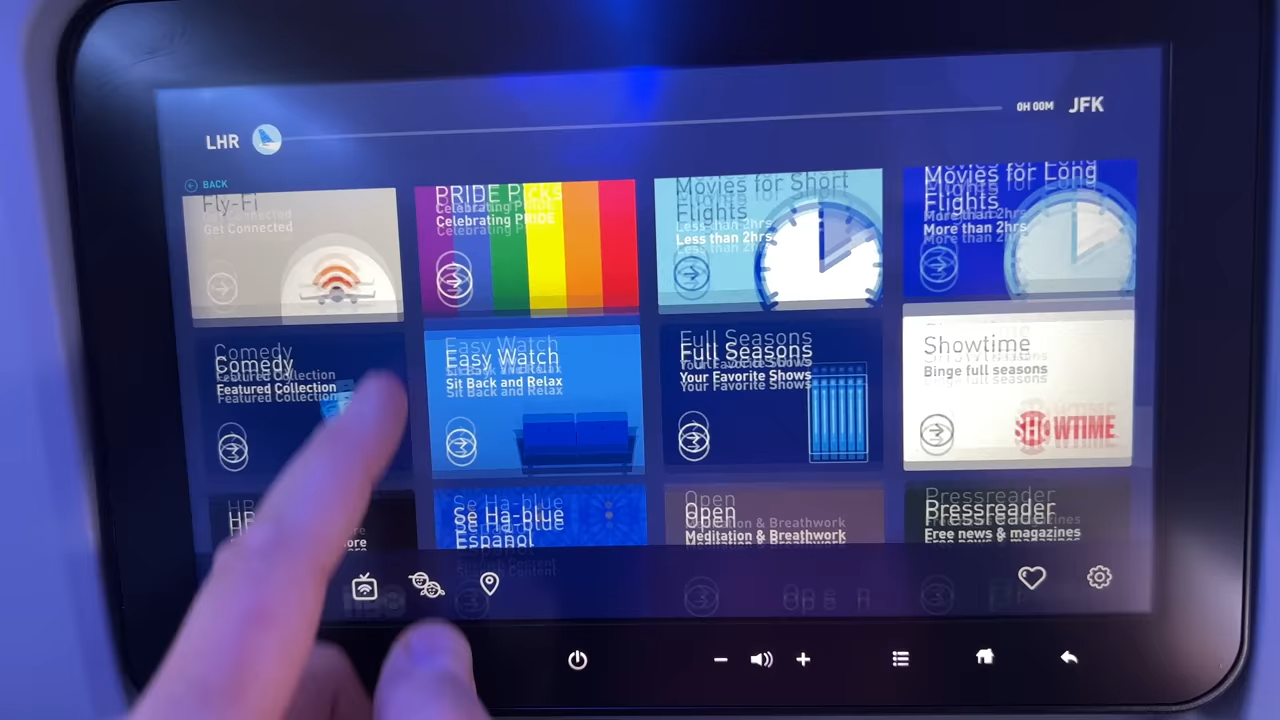 LHR
0H 00M
JFK
BACK
Fly-Fi
Get Connected
PRIDE Picks
Celebrating PRIDE
Movies for Short
Flights
Less than 2hrs
Movies for Long
Flights
More than 2hrs
Comedy
Featured Collection
Easy Watch
Sit Back and Relax
Full Seasons
Your Favorite Shows
Showtime
Binge full seasons
SHOWTIME
Se Ha-blue
Español
Open
Meditation & Breathwork
Pressreader
Free news & magazines